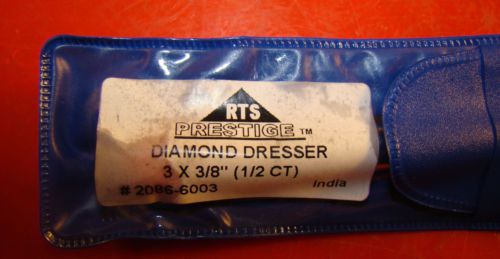 RTS
PRESTIGE™
DIAMOND DRESSER
3 X 3/8" (1/2 CT)
# 2086-6003
India